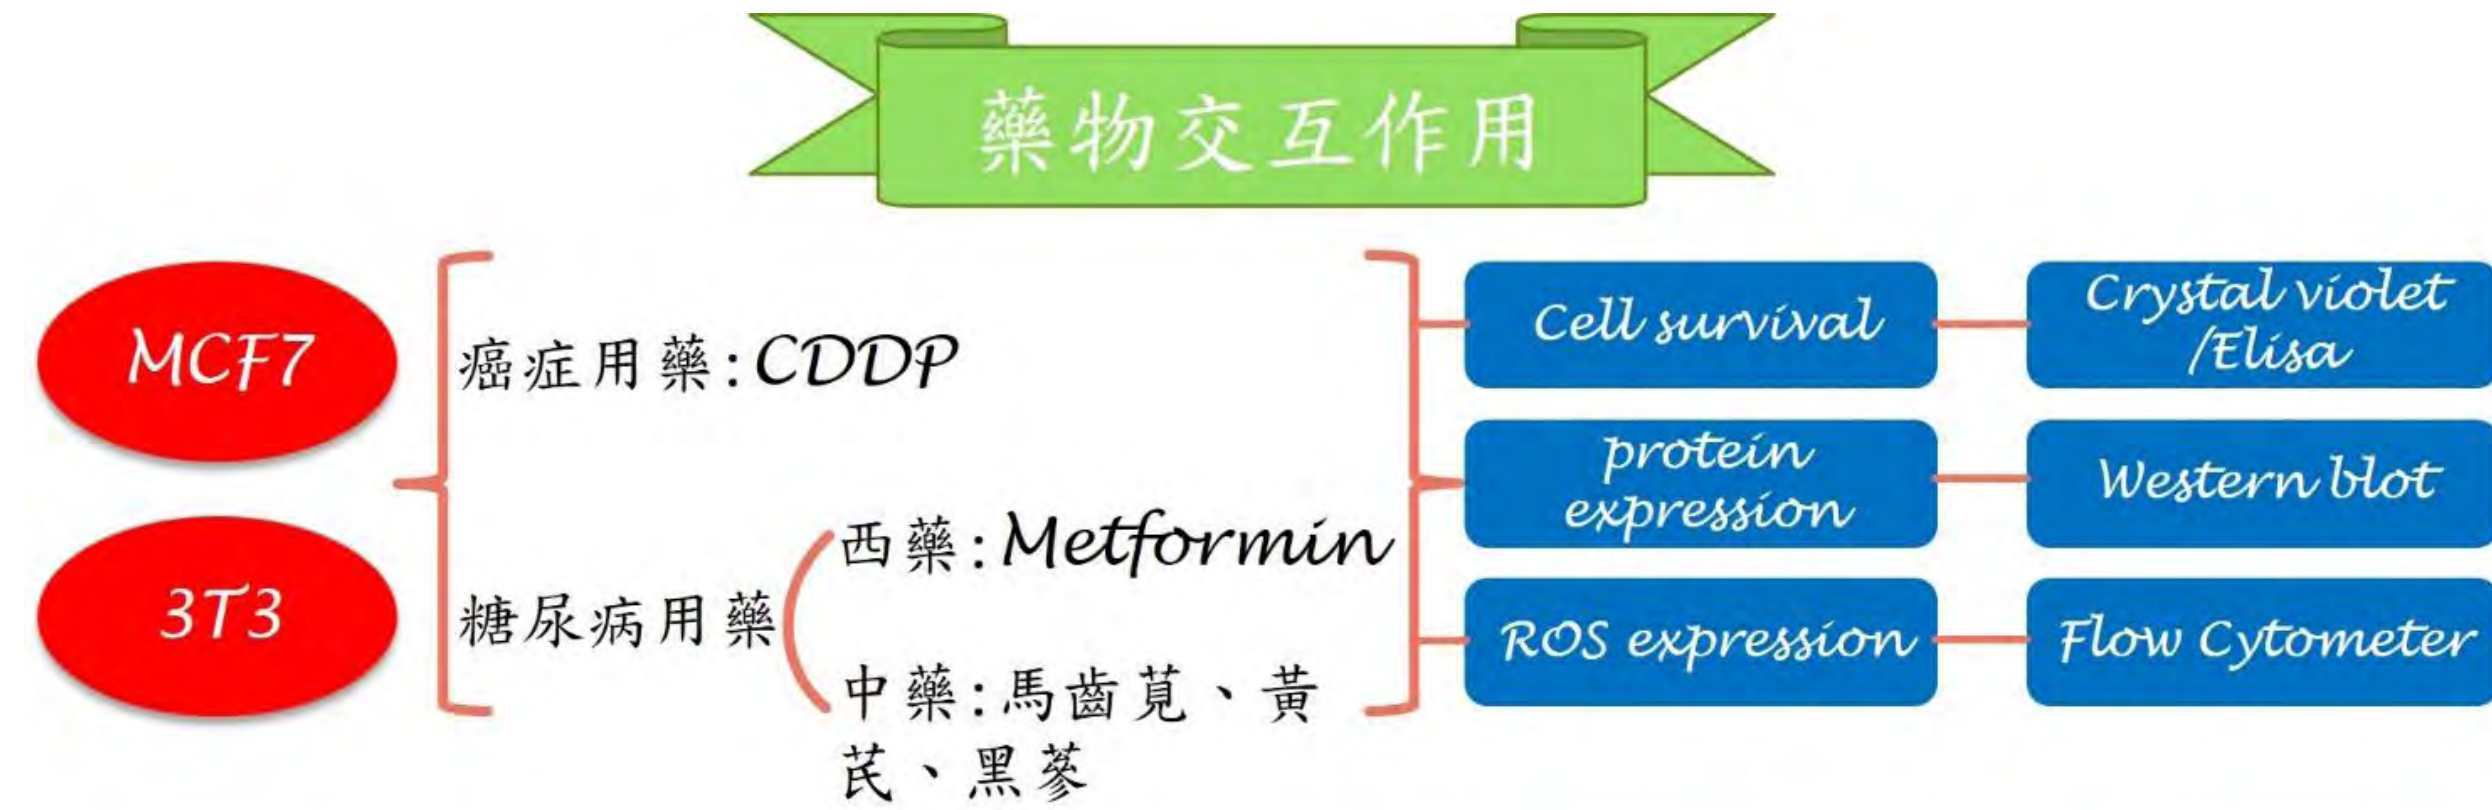 藥物交互作用
MCF7
3T3
癌症用藥:CDDP
糖尿病用藥
西藥:Metformin
中藥:馬齒莧、黃
芪、黑蔘
Cell survival
Crystal violet
/Elisa
protein
expression
Western blot
ROS expression
Flow Cytometer